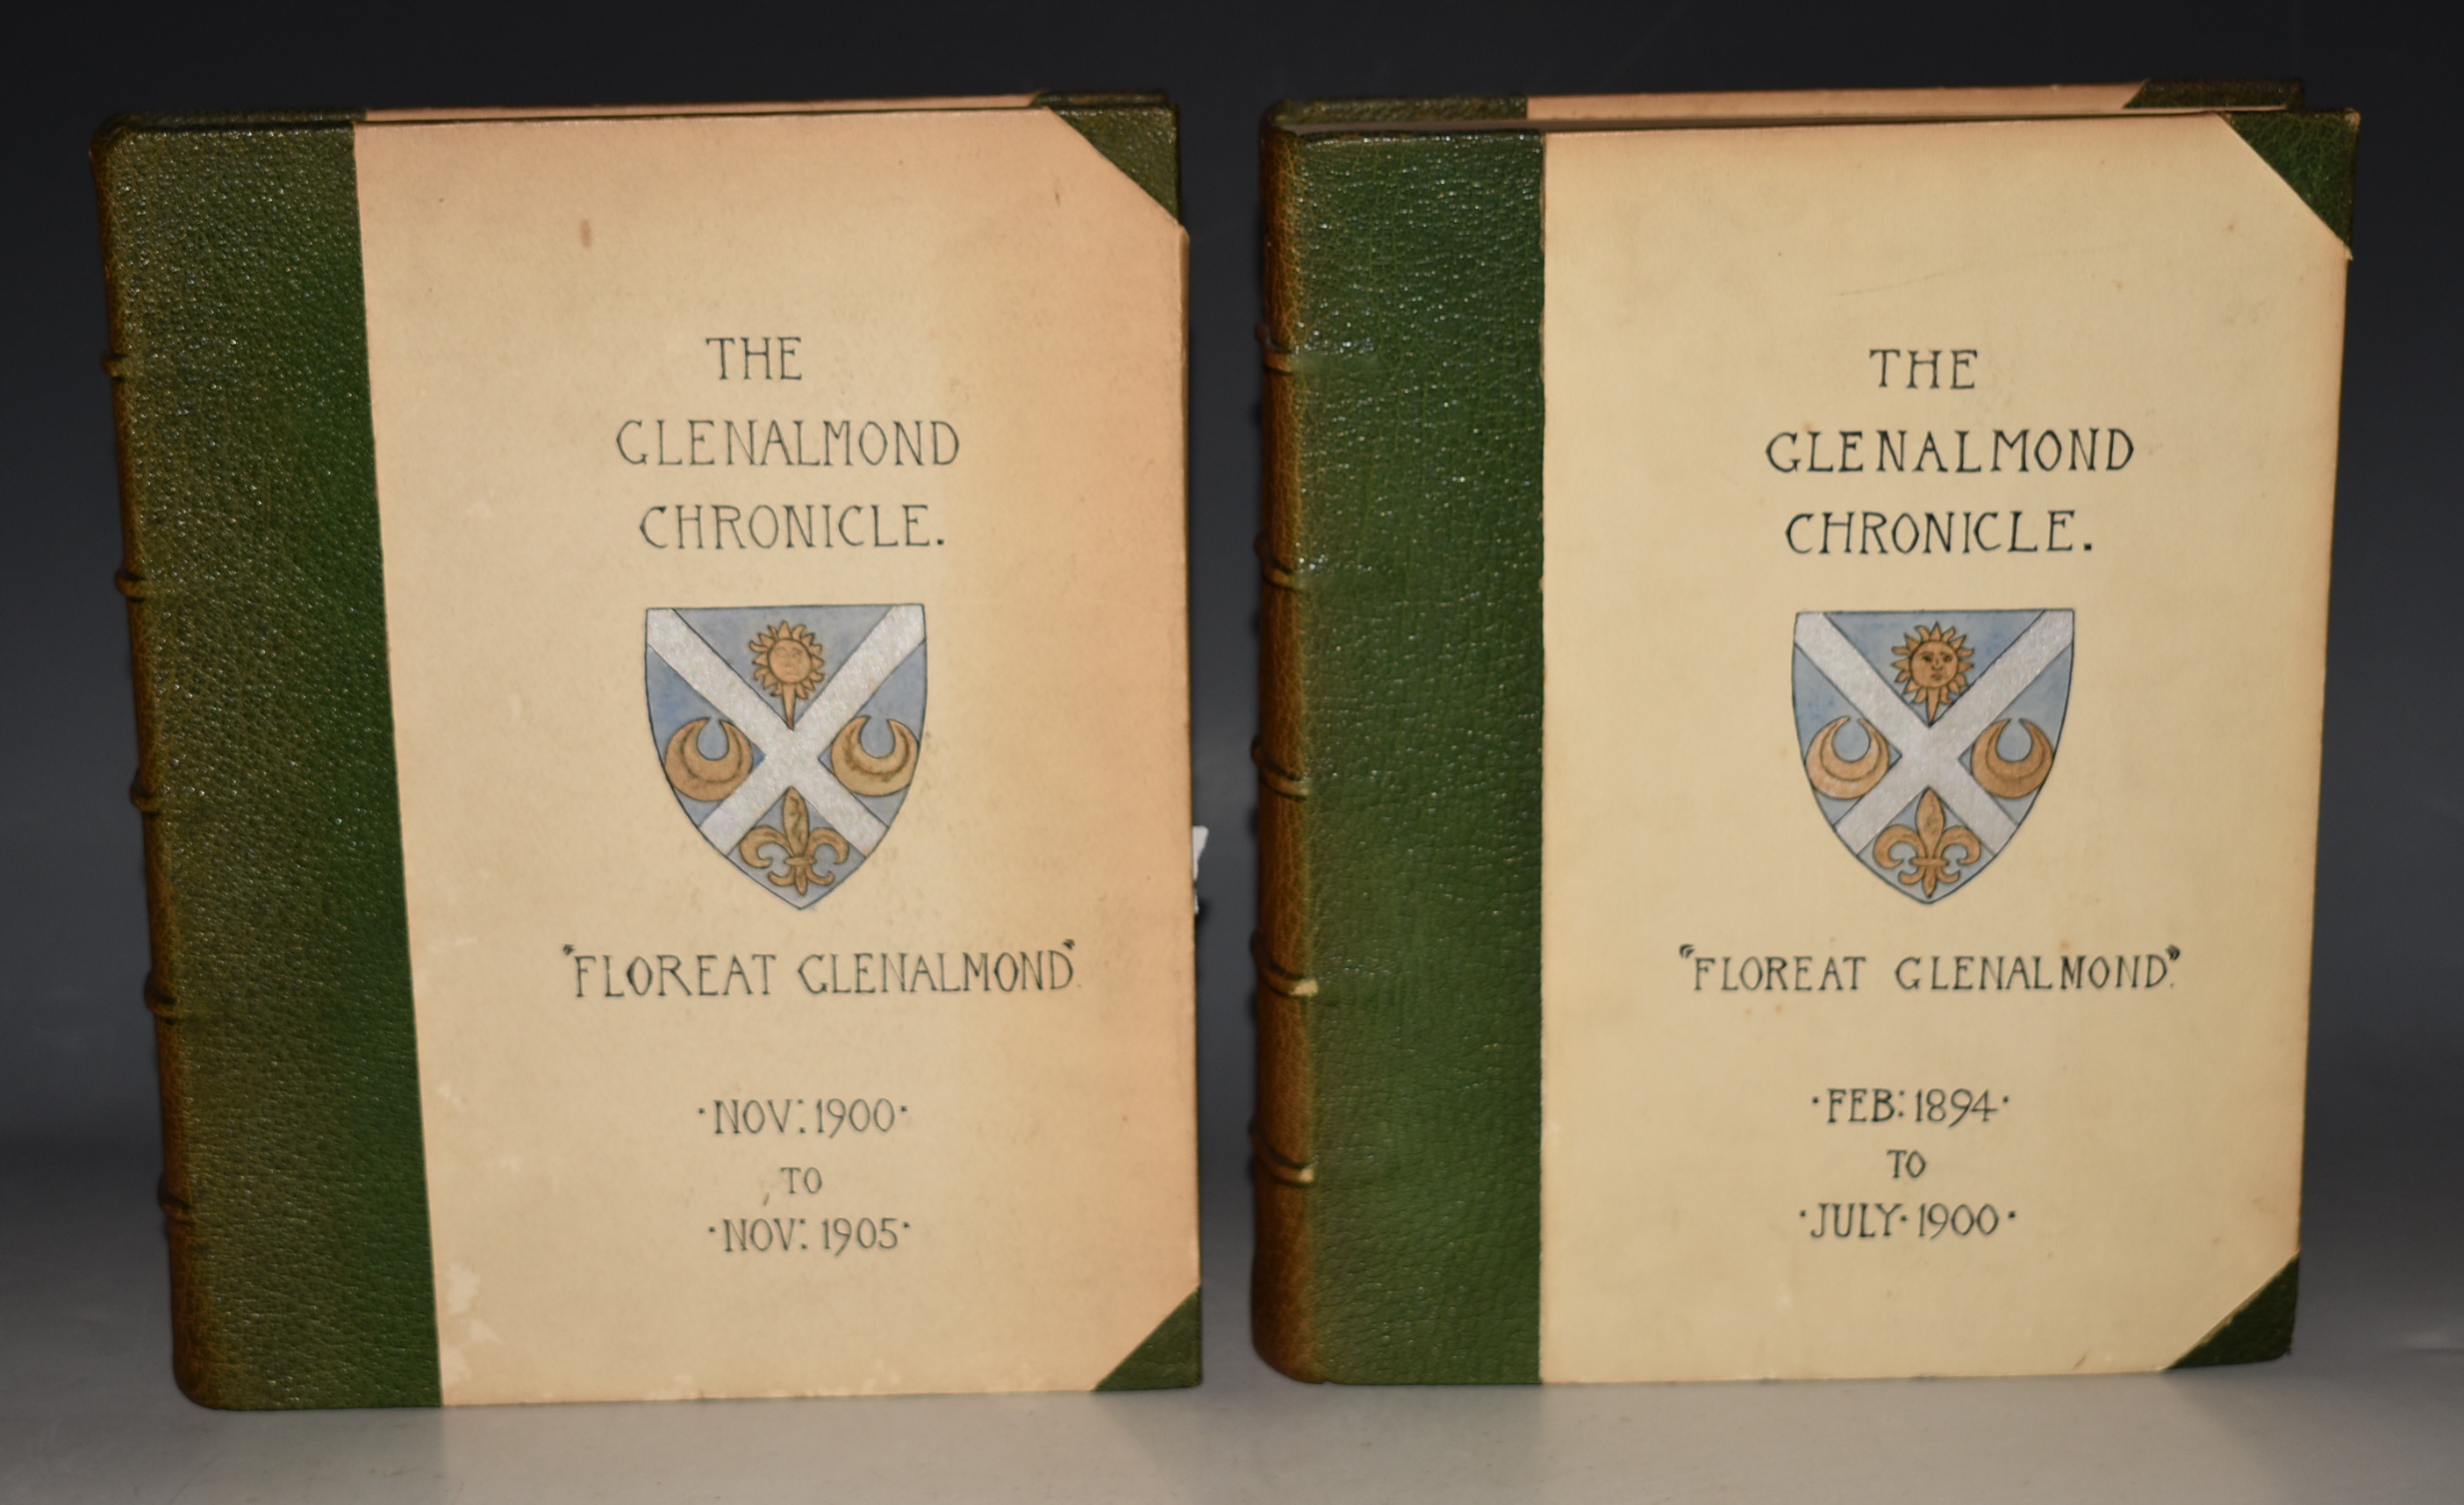 THE
GLENALMOND
CHRONICLE.
"FLOREAT GLENALMOND".
·NOV: 1900·
TO
·NOV: 1905·
THE
GLENALMOND
CHRONICLE.
"FLOREAT GLENALMOND".
·FEB: 1894·
TO
·JULY· 1900·